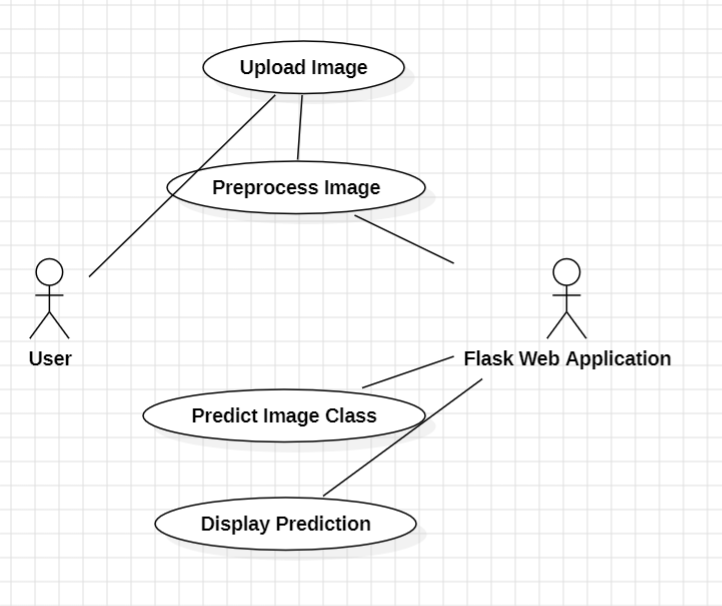 Upload Image
Preprocess Image
User
Flask Web Application
Predict Image Class
Display Prediction